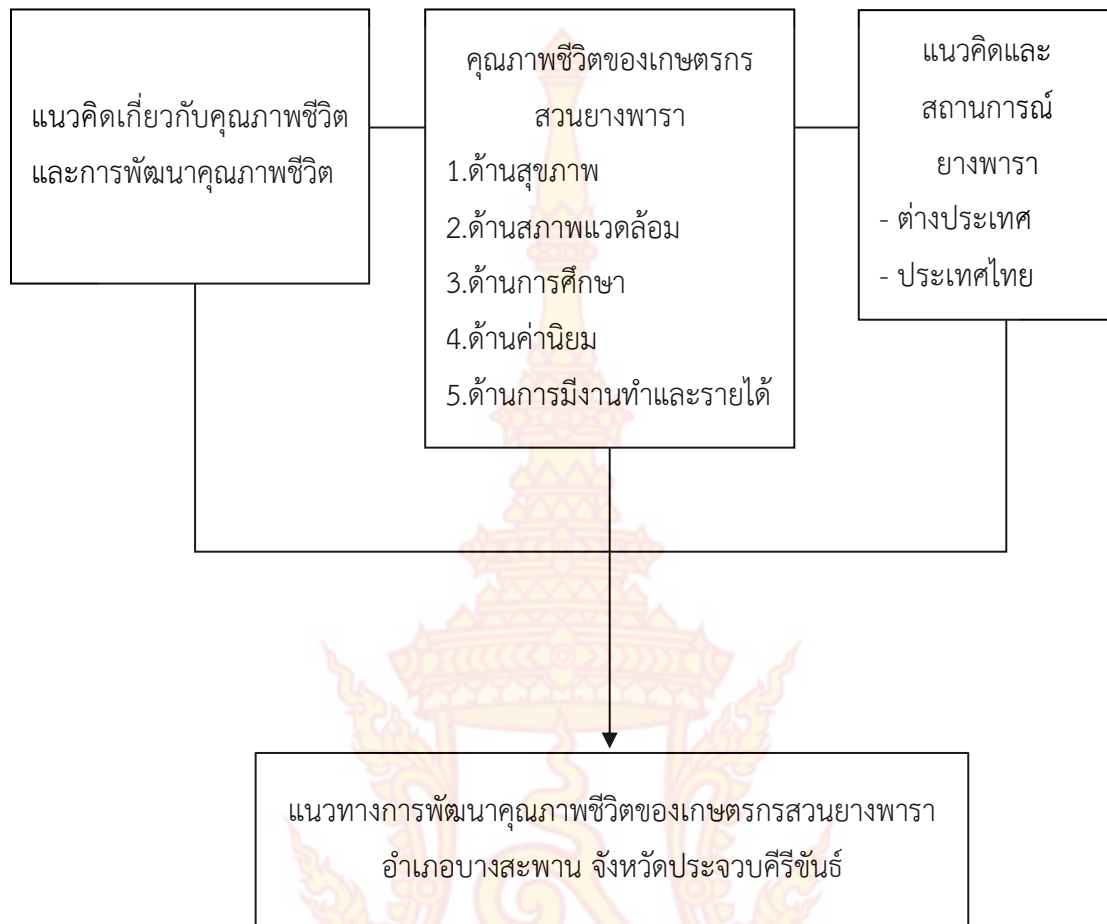 แนวคิดเกี่ยวกับคุณภาพชีวิต
และการพัฒนาคุณภาพชีวิต
คุณภาพชีวิตของเกษตรกร
สวนยางพารา
1.ด้านสุขภาพ
2.ด้านสภาพแวดล้อม
3.ด้านการศึกษา
4.ด้านค่านิยม
5.ด้านการมีงานทำและรายได้
แนวคิดและ
สถานการณ์
ยางพารา
- ต่างประเทศ
- ประเทศไทย
แนวทางการพัฒนาคุณภาพชีวิตของเกษตรกรสวนยางพารา
อำเภอบางสะพาน จังหวัดประจวบคีรีขันธ์